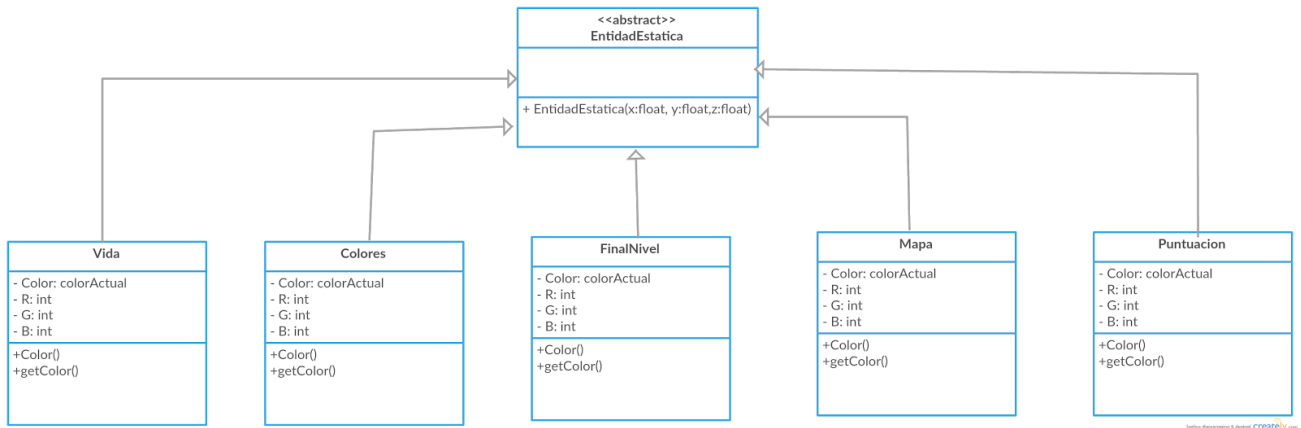 <<abstract>>
EntidadEstatica
+ EntidadEstatica(x:float, y:float,z:float)
Vida
- Color: colorActual
- R: int
- G: int
- B: int
+Color()
+getColor()
Colores
- Color: colorActual
- R: int
- G: int
- B: int
+Color()
+getColor()
FinalNivel
- Color: colorActual
- R: int
- G: int
- B: int
+Color()
+getColor()
Mapa
- Color: colorActual
- R: int
- G: int
- B: int
+Color()
+getColor()
Puntuacion
- Color: colorActual
- R: int
- G: int
- B: int
+Color()
+getColor()
creately